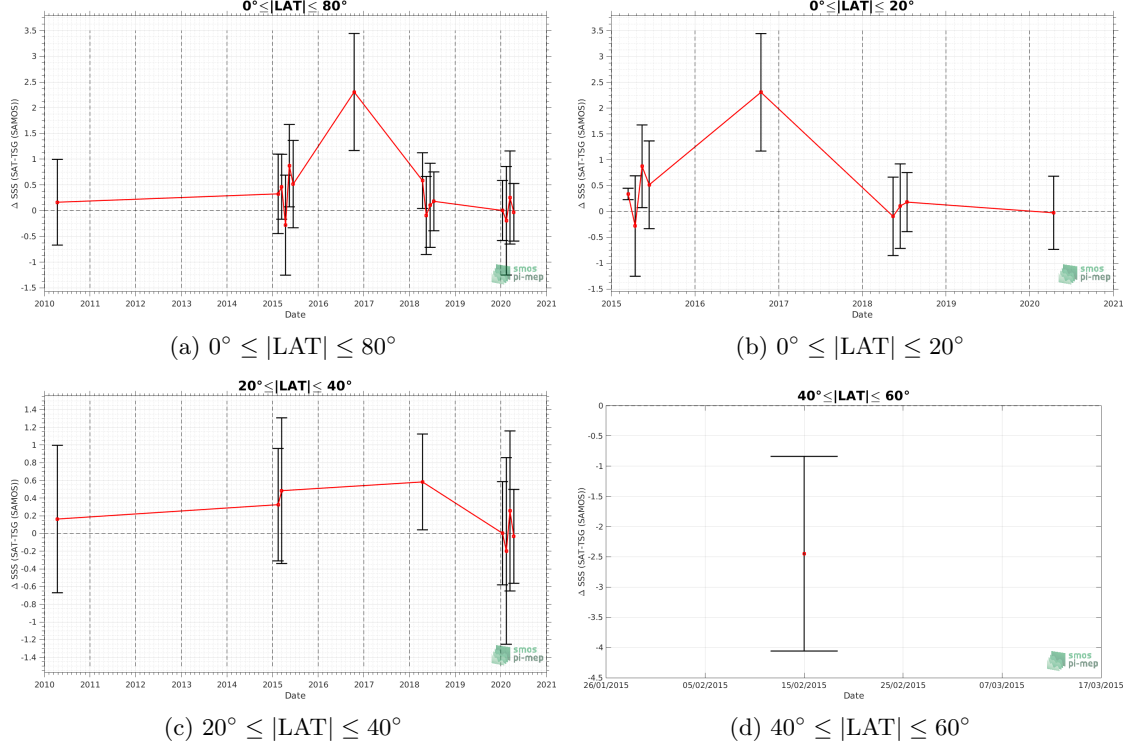 0°≤|LAT|≤ 80°
Δ SSS (SAT-TSG (SAMOS))
3.5
3
2.5
2
1.5
1
0.5
0
-0.5
-1
-1.5
2010 2011 2012 2013 2014 2015 2016 2017 2018 2019 2020 2021
Date
smos
pi-mep
(a) 0° ≤ |LAT| ≤ 80°
0°≤|LAT|≤ 20°
Δ SSS (SAT-TSG (SAMOS))
3.5
3
2.5
2
1.5
1
0.5
0
-0.5
-1
-1.5
2015 2016 2017 2018 2019 2020 2021
Date
smos
pi-mep
(b) 0° ≤ |LAT| ≤ 20°
20°≤|LAT|≤ 40°
Δ SSS (SAT-TSG (SAMOS))
1.4
1.2
1
0.8
0.6
0.4
0.2
0
-0.2
-0.4
-0.6
-0.8
-1
-1.2
-1.4
2010 2011 2012 2013 2014 2015 2016 2017 2018 2019 2020 2021
Date
smos
pi-mep
(c) 20° ≤ |LAT| ≤ 40°
40°≤|LAT|≤ 60°
Δ SSS (SAT-TSG (SAMOS))
0
-0.5
-1
-1.5
-2
-2.5
-3
-3.5
-4
-4.5
26/01/2015 05/02/2015 15/02/2015 25/02/2015 07/03/2015 17/03/2015
Date
smos
pi-mep
(d) 40° ≤ |LAT| ≤ 60°